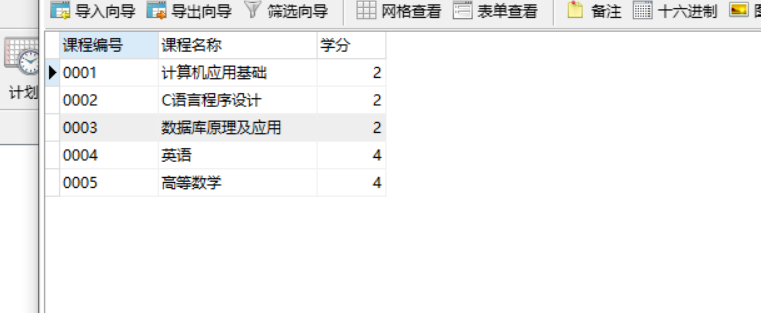 导入向导 导出向导 筛选向导 网格查看 表单查看 备注 十六进制
计划
课程编号 课程名称 学分
0001 计算机应用基础 2
0002 C语言程序设计 2
0003 数据库原理及应用 2
0004 英语 4
0005 高等数学 4